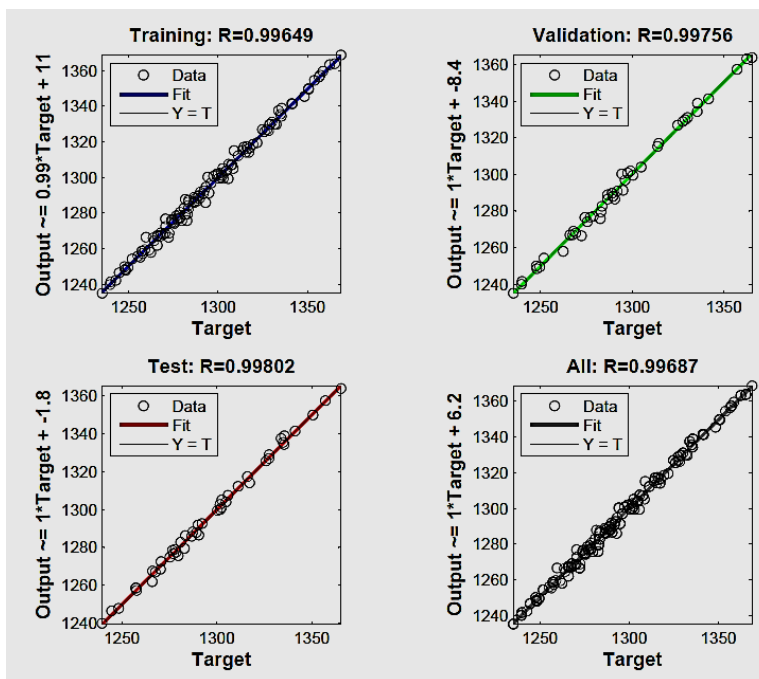 Training: R=0.99649
Output ~= 0.99*Target + 11
1360
1340
1320
1300
1280
1260
1240
Data
Fit
Y = T
1250
1300
1350
Target
Validation: R=0.99756
Output ~= 1*Target + -8.4
1360
1340
1320
1300
1280
1260
1240
Data
Fit
Y = T
1250
1300
1350
Target
Test: R=0.99802
Output ~= 1*Target + -1.8
1360
1340
1320
1300
1280
1260
1240
Data
Fit
Y = T
1250
1300
1350
Target
All: R=0.99687
Output ~= 1*Target + 6.2
1360
1340
1320
1300
1280
1260
1240
Data
Fit
Y = T
1250
1300
1350
Target